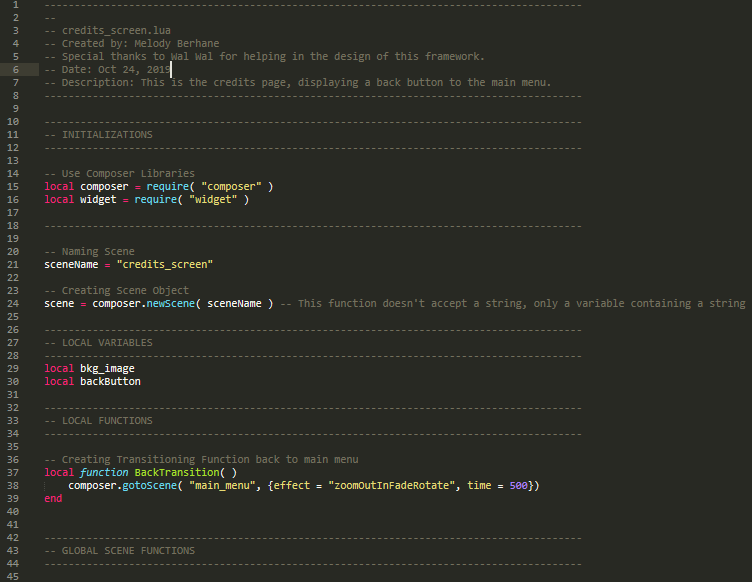 1 -----------------------------------------------------------------------------------------
2 --
3 -- credits_screen.lua
4 -- Created by: Melody Berhane
5 -- Special thanks to Wal Wal for helping in the design of this framework.
6 -- Date: Oct 24, 2019
7 -- Description: This is the credits page, displaying a back button to the main menu.
8 -----------------------------------------------------------------------------------------
9
10 -----------------------------------------------------------------------------------------
11 -- INITIALIZATIONS
12 -----------------------------------------------------------------------------------------
13
14 -- Use Composer Libraries
15 local composer = require( "composer" )
16 local widget = require( "widget" )
17
18 -----------------------------------------------------------------------------------------
19
20 -- Naming Scene
21 sceneName = "credits_screen"
22
23 -- Creating Scene Object
24 scene = composer.newScene( sceneName ) -- This function doesn't accept a string, only a variable containing a string
25
26 -----------------------------------------------------------------------------------------
27 -- LOCAL VARIABLES
28 -----------------------------------------------------------------------------------------
29 local bkg_image
30 local backButton
31
32 -----------------------------------------------------------------------------------------
33 -- LOCAL FUNCTIONS
34 -----------------------------------------------------------------------------------------
35
36 -- Creating Transitioning Function back to main menu
37 local function BackTransition( )
38     composer.gotoScene( "main_menu", {effect = "zoomOutInFadeRotate", time = 500})
39 end
40
41
42 -----------------------------------------------------------------------------------------
43 -- GLOBAL SCENE FUNCTIONS
44 -----------------------------------------------------------------------------------------
45